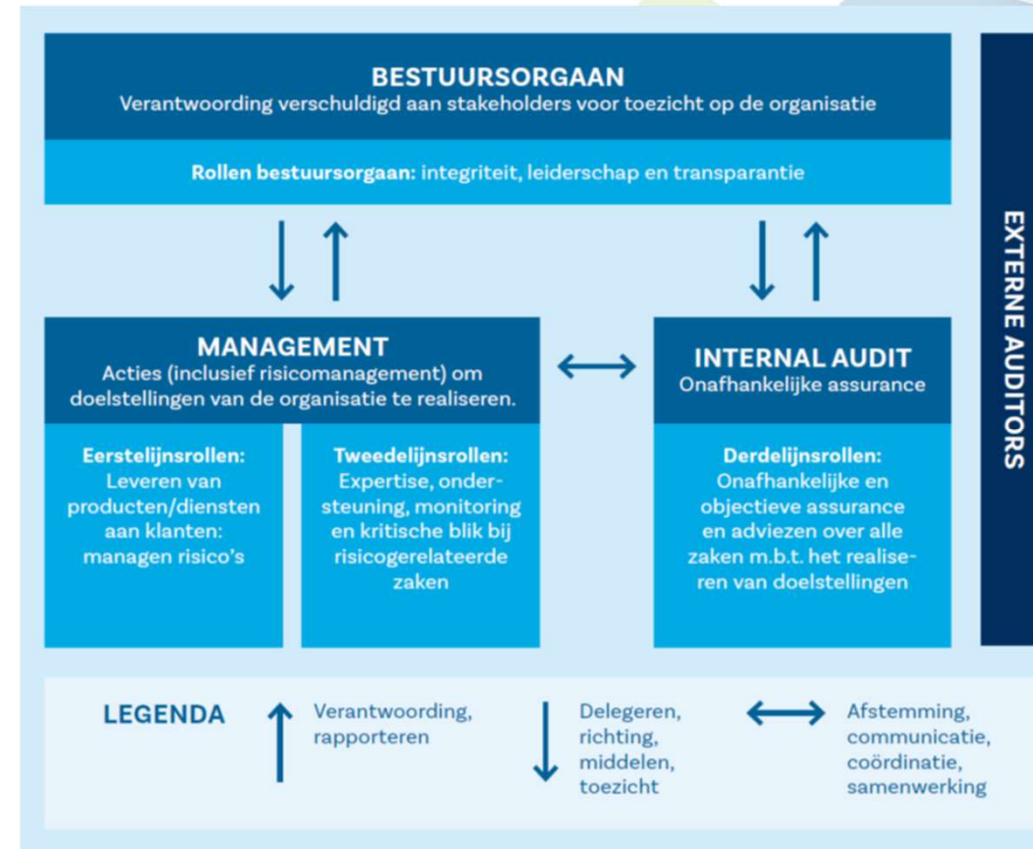 BESTUURSORGAAN
Verantwoording verschuldigd aan stakeholders voor toezicht op de organisatie
Rollen bestuursorgaan: integriteit, leiderschap en transparantie
MANAGEMENT
Acties (inclusief risicomanagement) om
doelstellingen van de organisatie te realiseren.
Eerstelijnsrollen:
Leveren van
producten/diensten
aan klanten:
managen risico's
Tweedelijnsrollen:
Expertise, onder-
steuning, monitoring
en kritische blik bij
risicogerelateerde
zaken
INTERNAL AUDIT
Onafhankelijke assurance
Derdelijnsrollen:
Onafhankelijke en
objectieve assurance
en adviezen over alle
zaken m.b.t. het realise-
ren van doelstellingen
EXTERNE AUDITORS
LEGENDA
Verantwoording,
rapporteren
Delegeren,
richting,
middelen,
toezicht
Afstemming,
communicatie,
coördinatie,
samenwerking